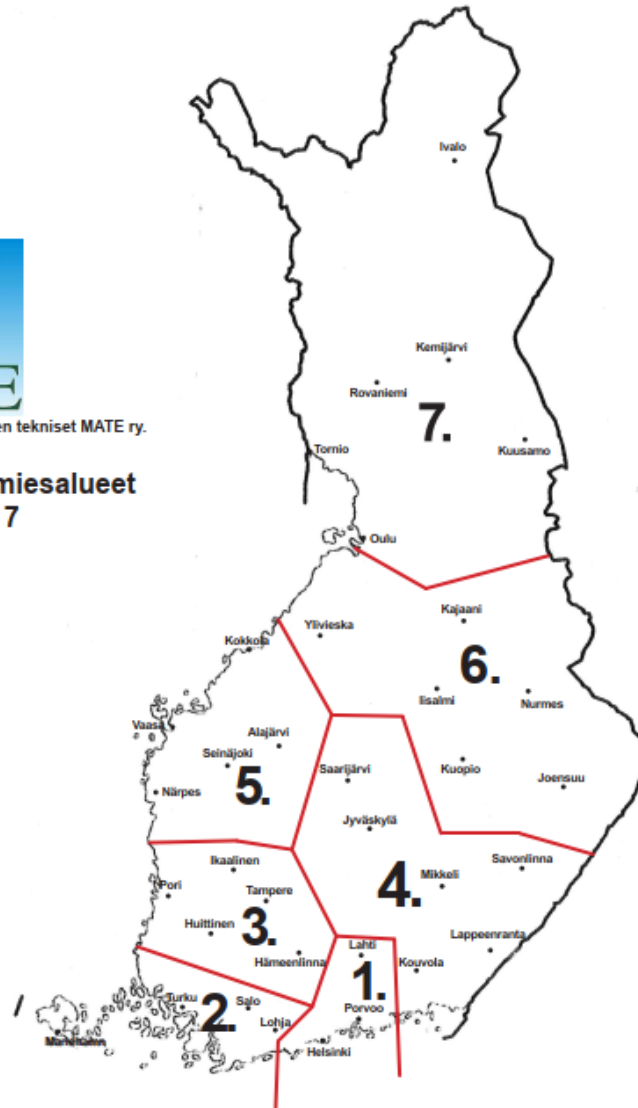 Ivalo
Kemijärvi
Rovaniemi
E
7.
en tekniset MATE ry.
Kuusamo
Tornio
miesalueet
7
Oulu
Kajaani
Ylivieska
Kokkola
6.
Iisalmi
Nurmes
Vaasa
Alajärvi
Seinäjoki
Kuopio
Saarijärvi
Joensuu
5.
Närpes
Jyväskylä
Ikaalinen
Savonlinna
4.
Mikkeli
Pori
Tampere
Huittinen
3.
Lappeenranta
Lahti
Hämeenlinna
Kouvola
1.
Turku
Salo
2.
Porvoo
Lohja
Helsinki